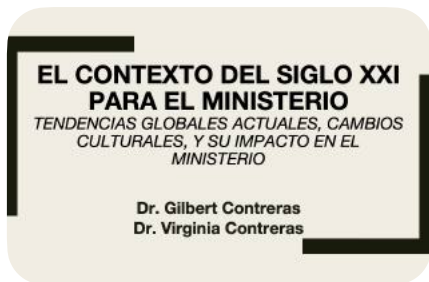 EL CONTEXTO DEL SIGLO XXI
PARA EL MINISTERIO
TENDENCIAS GLOBALES ACTUALES, CAMBIOS
CULTURALES, Y SU IMPACTO EN EL
MINISTERIO
Dr. Gilbert Contreras
Dr. Virginia Contreras